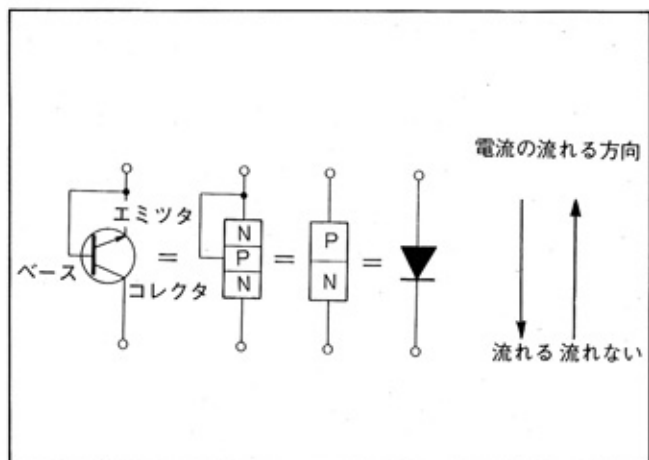 電流の流れる方向
エミツタ
ベース
コレクタ
=
N
P
N
=
P
N
=
流れる 流れない